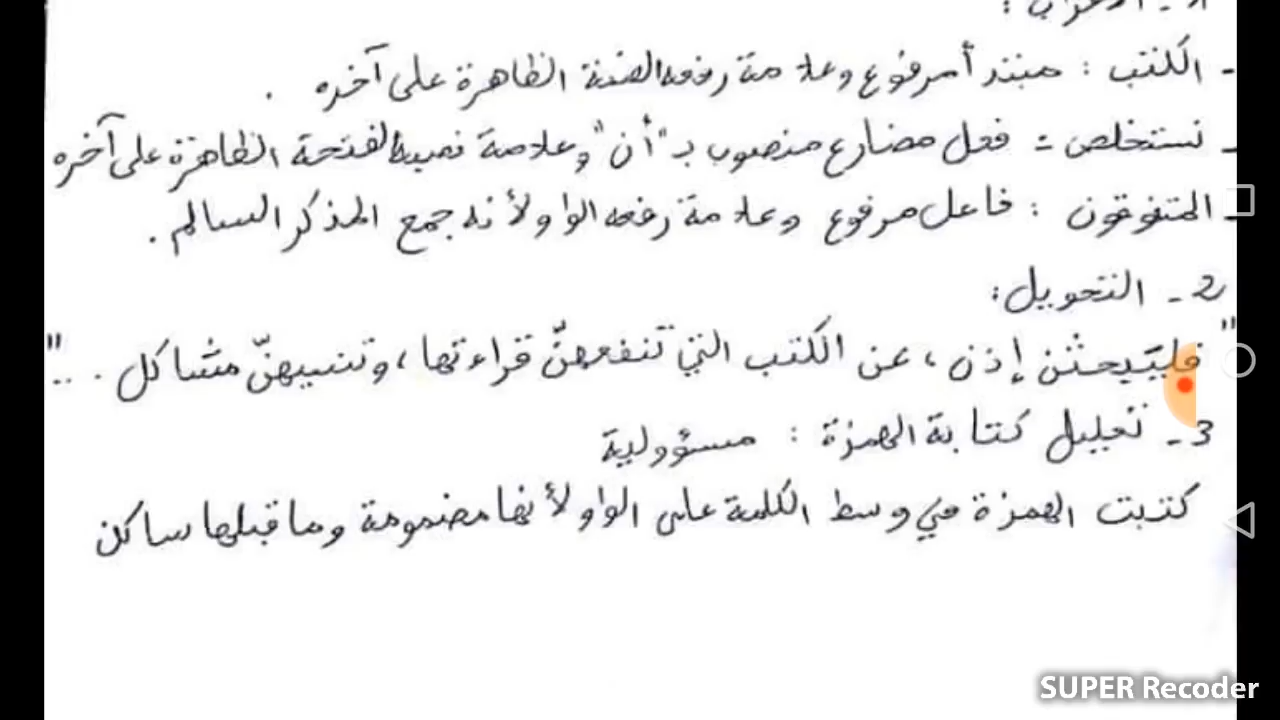 1 - الإعراب :
- الكتب : مبتدأ مرفوع وعلامة رفعه الضمة الظاهرة على آخره .
- نستخلص : فعل مضارع منصوب بـ "أن" وعلامة نصبه الفتحة الظاهرة على آخره
- المتفوقون : فاعل مرفوع وعلامة رفعه الواو لأنه جمع المذكر السالم .
2 - التحويل :
" فليبحثن إذن ، عن الكتب التي تنفعهنّ قراءتها ، وتنسيهنّ مشاكل . .. "
3 - تعليل كتابة الهمزة : مسؤولية
كتبت الهمزة في وسط الكلمة على الواو لأنها مضمومة وما قبلها ساكن
SUPER Recoder